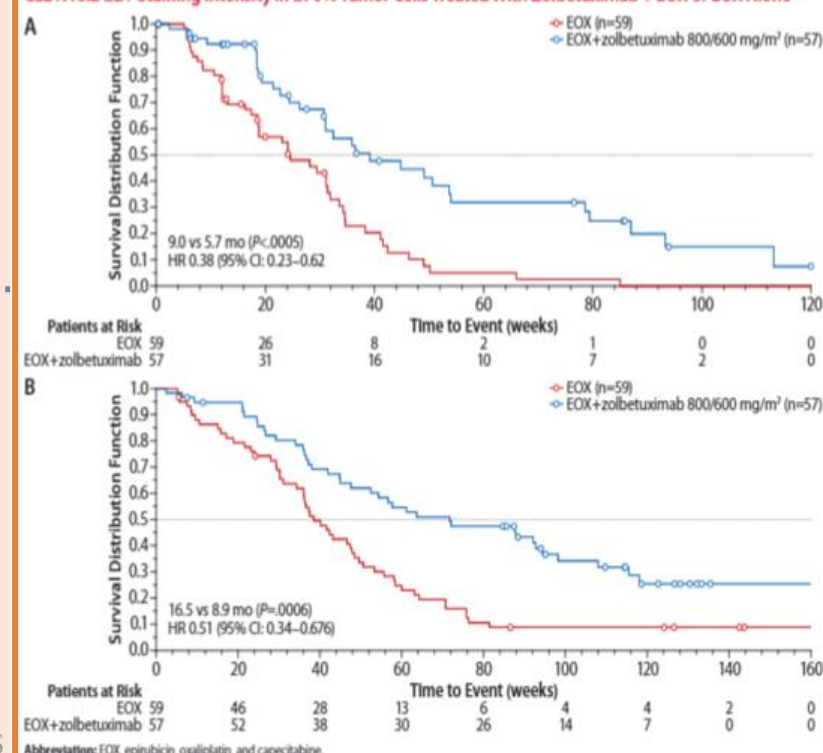 A
EOX (n=59)
EOX+zolbetuximab 800/600 mg/m² (n=57)
Survival Distribution Function
1.0
0.9
0.8
0.7
0.6
0.5
0.4
0.3
0.2
0.1
0.0
9.0 vs 5.7 mo (P<.0005)
HR 0.38 (95% CI: 0.23–0.62
0 20 40 60 80 100 120
Patients at Risk Time to Event (weeks)
EOX 59 26 8 2 1 0 0
EOX+zolbetuximab 57 31 16 10 7 2 0
B
EOX (n=59)
EOX+zolbetuximab 800/600 mg/m² (n=57)
Survival Distribution Function
1.0
0.9
0.8
0.7
0.6
0.5
0.4
0.3
0.2
0.1
0.0
16.5 vs 8.9 mo (P=.0006)
HR 0.51 (95% CI: 0.34–0.676)
0 20 40 60 80 100 120 140 160
Patients at Risk Time to Event (weeks)
EOX 59 46 28 13 6 4 4 2 0
EOX+zolbetuximab 57 52 38 30 26 14 7 0 0
Abbreviation: EOX, epirubicin, oxaliplatin, and capecitabine.